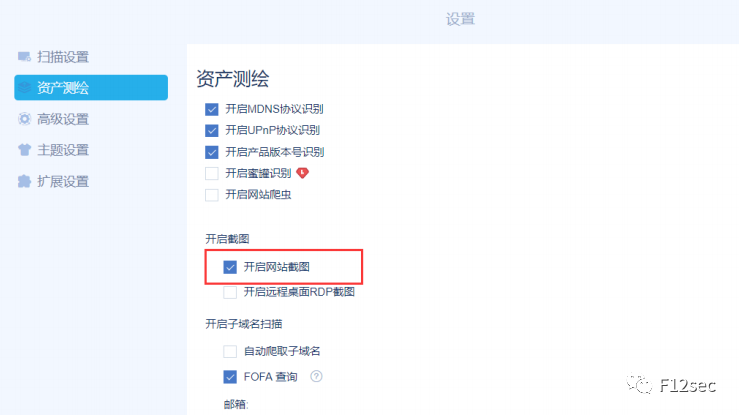 设置
扫描设置
资产测绘
高级设置
主题设置
扩展设置
资产测绘
开启MDNS协议识别
开启UPnP协议识别
开启产品版本号识别
开启蜜罐识别
开启网站爬虫
开启截图
开启网站截图
开启远程桌面RDP截图
开启子域名扫描
自动爬取子域名
FOFA 查询 ?
邮箱:
F12sec